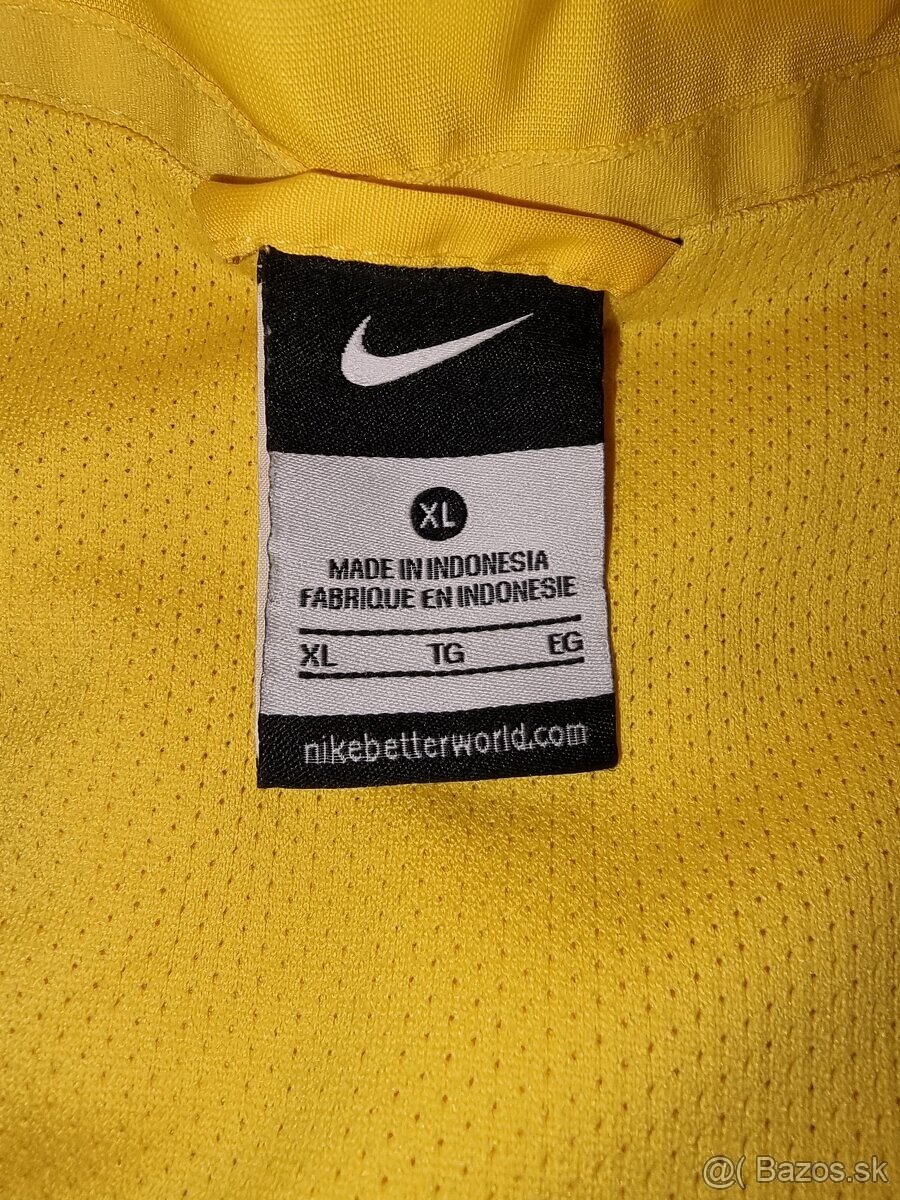 XL
MADE IN INDONESIA
FABRIQUE EN INDONESIE
XL TG EG
nikebetterworld.com
@( Bazos.sk